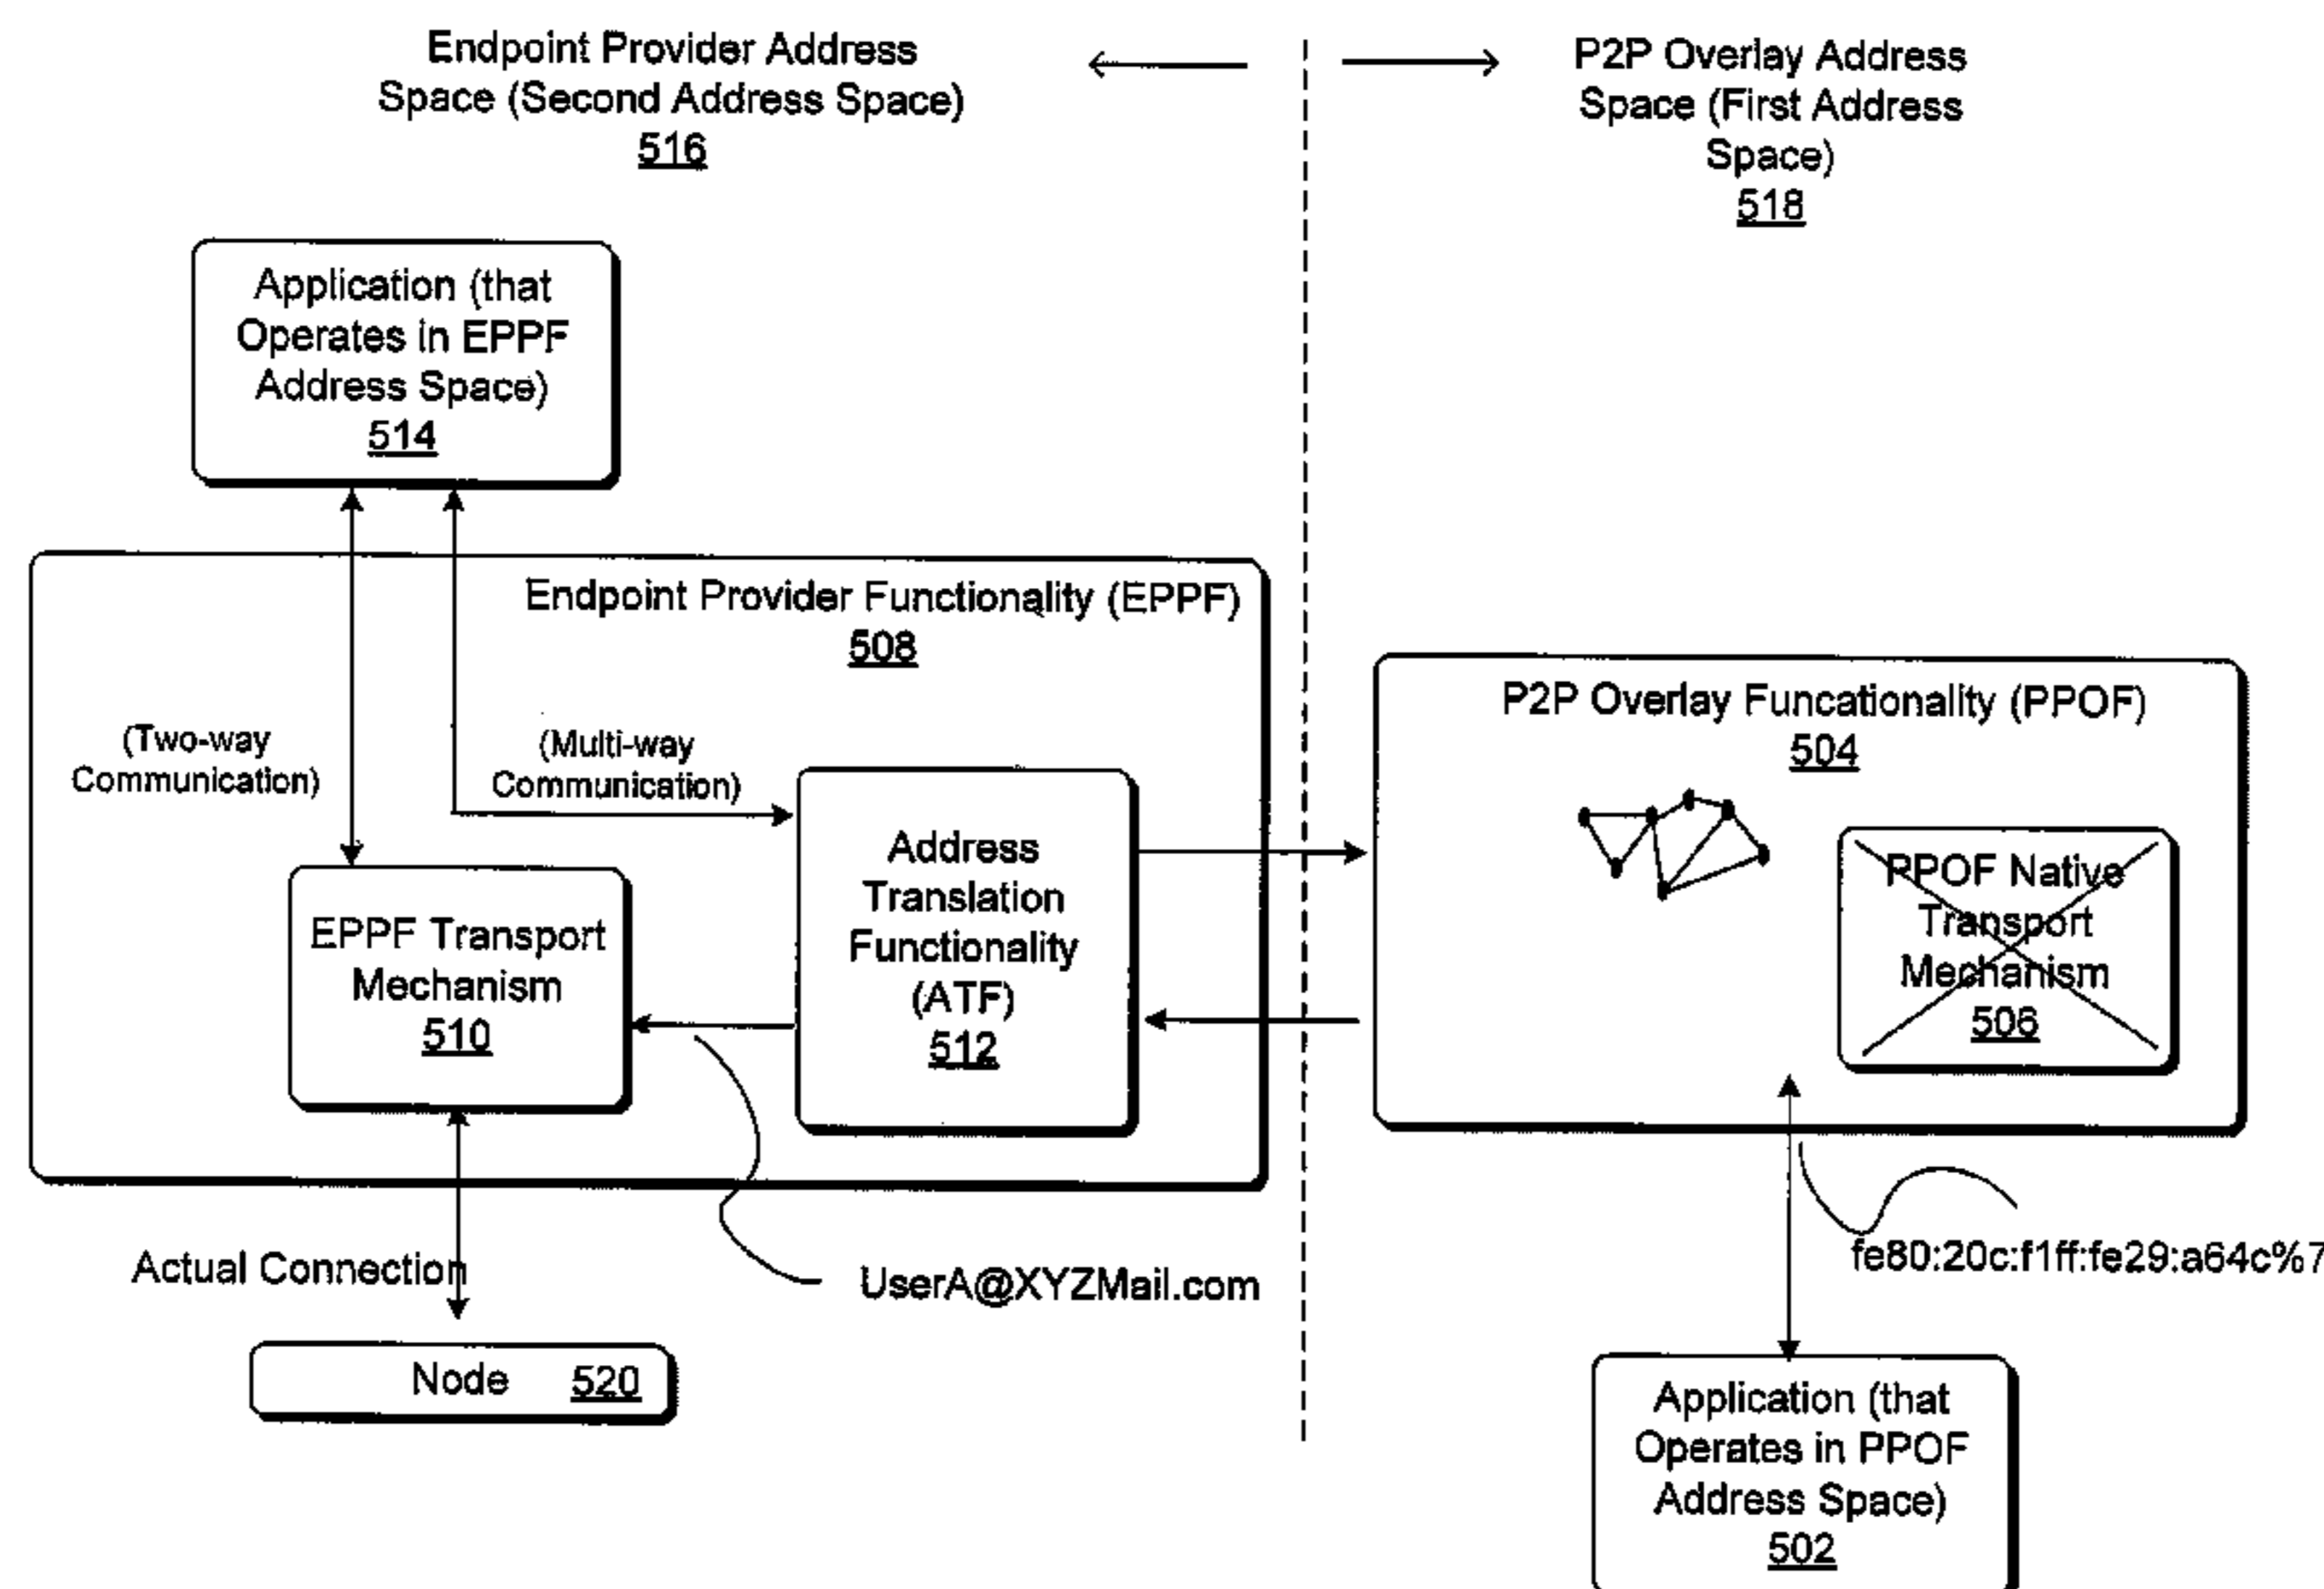 Endpoint Provider Address
Space (Second Address Space)
516
P2P Overlay Address
Space (First Address
Space)
518
Application (that
Operates in EPPF
Address Space)
514
Endpoint Provider Functionality (EPPF)
508
(Two-way
Communication)
(Multi-way
Communication)
EPPF Transport
Mechanism
510
Address
Translation
Functionality
(ATF)
512
P2P Overlay Funcationality (PPOF)
504
PPOF Native
Transport
Mechanism
506
Actual Connection
UserA@XYZMail.com
fe80:20c:f1ff:fe29:a64c%7
Node 520
Application (that
Operates in PPOF
Address Space)
502